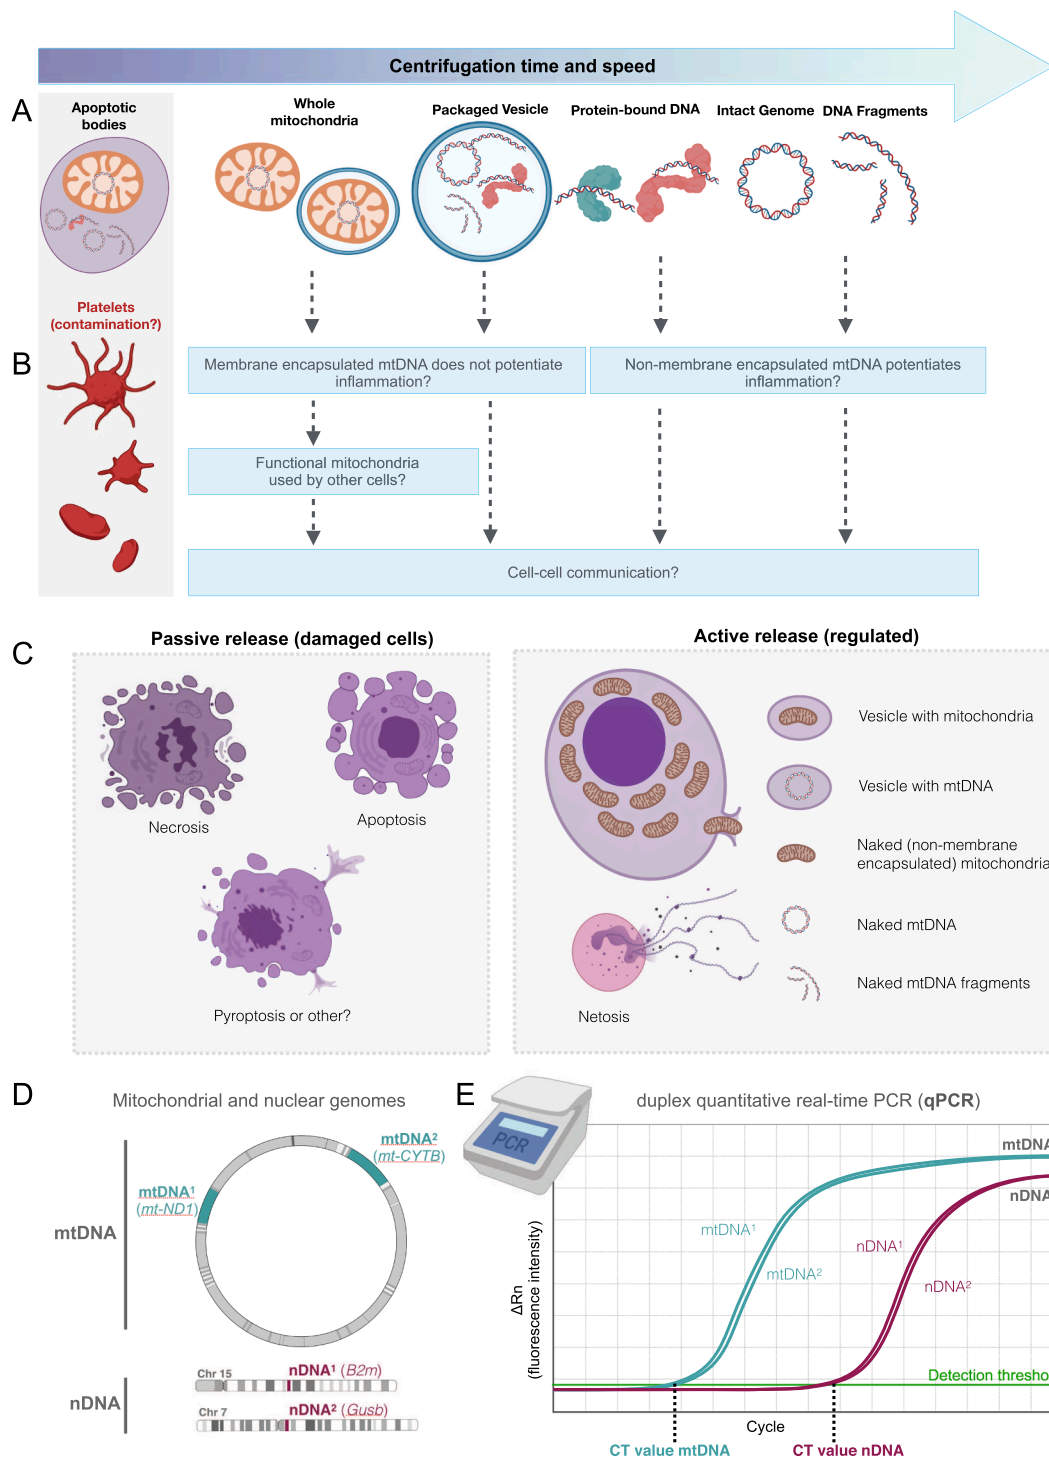 Centrifugation time and speed
A
Apoptotic
bodies
Whole
mitochondria
Packaged Vesicle
Protein-bound DNA
Intact Genome
DNA Fragments
Platelets
(contamination?)
B
Membrane encapsulated mtDNA does not potentiate
inflammation?
Non-membrane encapsulated mtDNA potentiates
inflammation?
Functional mitochondria
used by other cells?
Cell-cell communication?
C
Passive release (damaged cells)
Active release (regulated)
Necrosis
Apoptosis
Pyroptosis or other?
Netosis
Vesicle with mitochondria
Vesicle with mtDNA
Naked (non-membrane
encapsulated) mitochondria
Naked mtDNA
Naked mtDNA fragments
D
Mitochondrial and nuclear genomes
mtDNA
mtDNA²
(mt-CYTB)
mtDNA¹
(mt-ND1)
nDNA
Chr 15
nDNA¹ (B2m)
Chr 7
nDNA² (Gusb)
E
duplex quantitative real-time PCR (qPCR)
PCR
mtDNA
nDNA
mtDNA¹
mtDNA²
nDNA¹
nDNA²
ΔRn
(fluorescence intensity)
Detection thresho
Cycle
CT value mtDNA
CT value nDNA